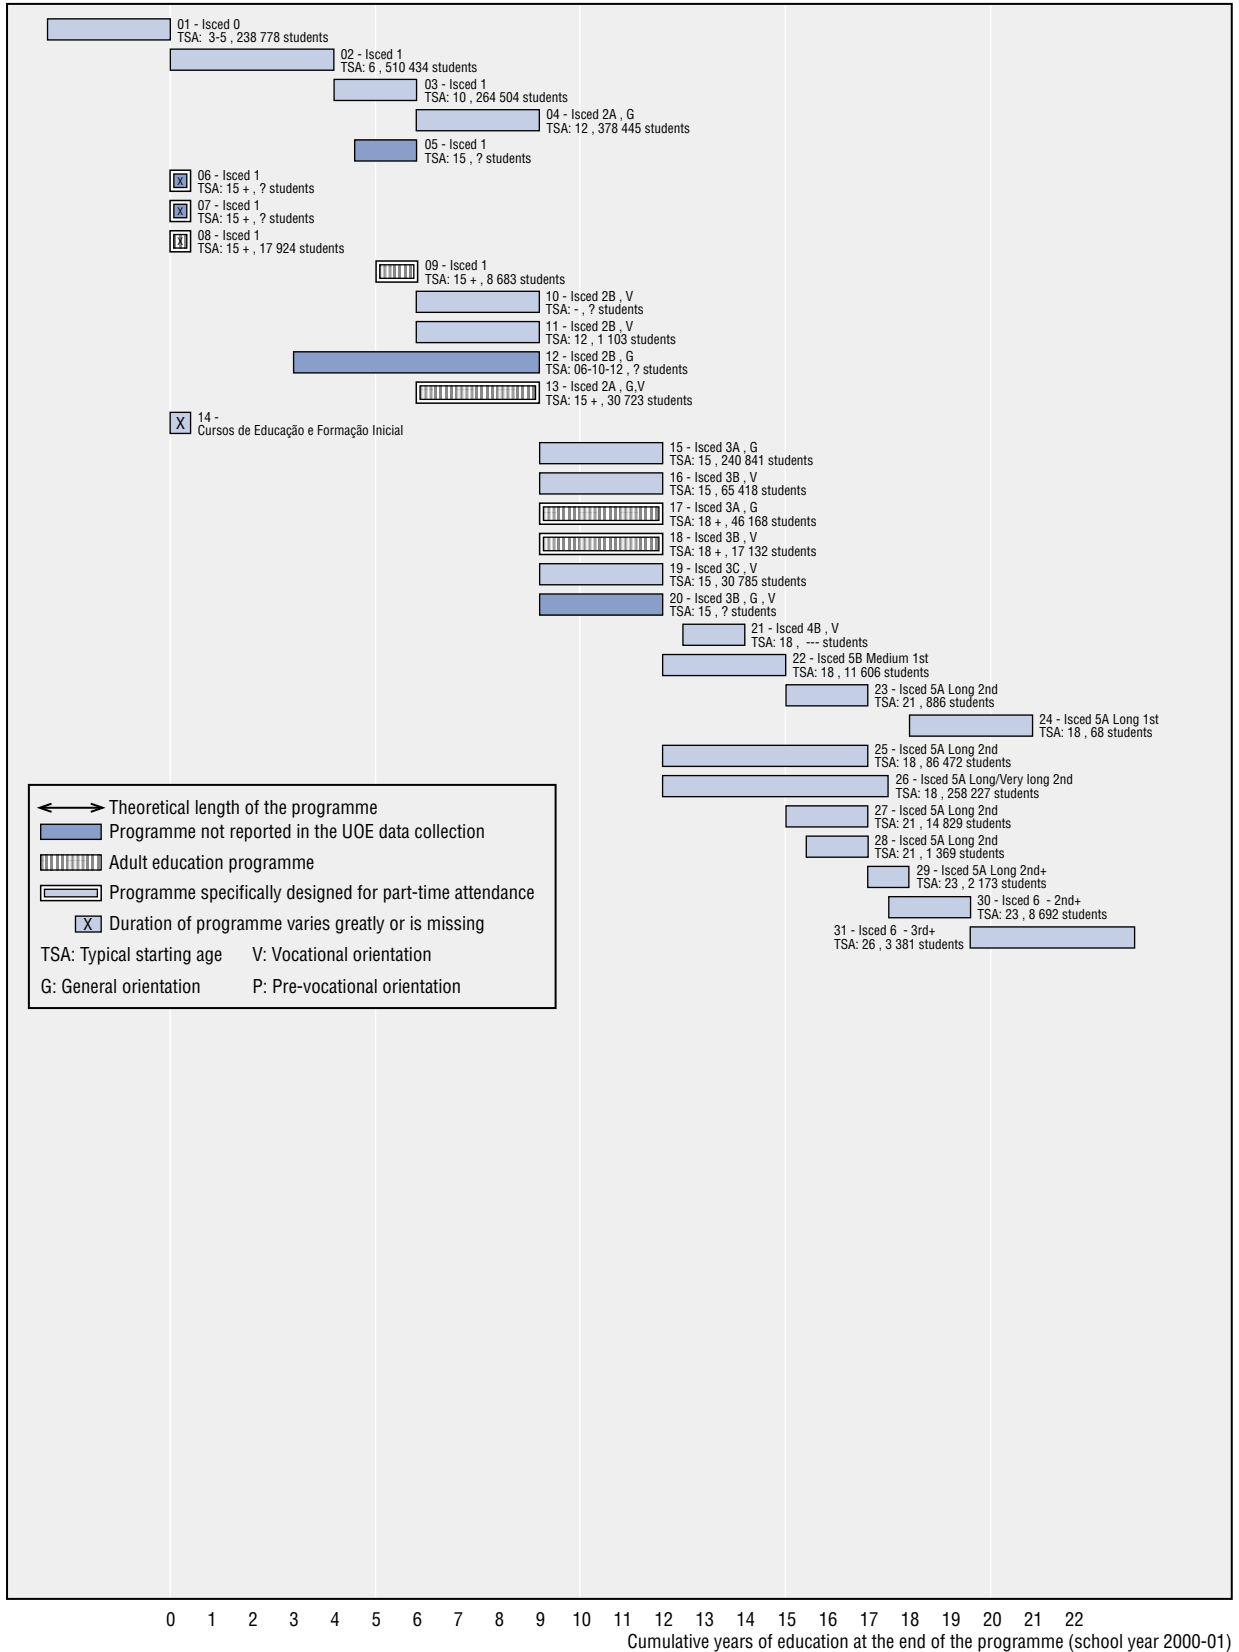 01 - Isced 0
TSA: 3-5 , 238 778 students
02 - Isced 1
TSA: 6 , 510 434 students
03 - Isced 1
TSA: 10 , 264 504 students
04 - Isced 2A , G
TSA: 12 , 378 445 students
05 - Isced 1
TSA: 15 , ? students
X
06 - Isced 1
TSA: 15 + , ? students
X
07 - Isced 1
TSA: 15 + , ? students
X
08 - Isced 1
TSA: 15 + , 17 924 students
09 - Isced 1
TSA: 15 + , 8 683 students
10 - Isced 2B , V
TSA: - , ? students
11 - Isced 2B , V
TSA: 12 , 1 103 students
12 - Isced 2B , G
TSA: 06-10-12 , ? students
13 - Isced 2A , G,V
TSA: 15 + , 30 723 students
X
14 -
Cursos de Educação e Formação Inicial
15 - Isced 3A , G
TSA: 15 , 240 841 students
16 - Isced 3B , V
TSA: 15 , 65 418 students
17 - Isced 3A , G
TSA: 18 + , 46 168 students
18 - Isced 3B , V
TSA: 18 + , 17 132 students
19 - Isced 3C , V
TSA: 15 , 30 785 students
20 - Isced 3B , G , V
TSA: 15 , ? students
21 - Isced 4B , V
TSA: 18 , --- students
22 - Isced 5B Medium 1st
TSA: 18 , 11 606 students
23 - Isced 5A Long 2nd
TSA: 21 , 886 students
24 - Isced 5A Long 1st
TSA: 18 , 68 students
25 - Isced 5A Long 2nd
TSA: 18 , 86 472 students
26 - Isced 5A Long/Very long 2nd
TSA: 18 , 258 227 students
27 - Isced 5A Long 2nd
TSA: 21 , 14 829 students
28 - Isced 5A Long 2nd
TSA: 21 , 1 369 students
29 - Isced 5A Long 2nd+
TSA: 23 , 2 173 students
30 - Isced 6 - 2nd+
TSA: 23 , 8 692 students
31 - Isced 6 - 3rd+
TSA: 26 , 3 381 students
Theoretical length of the programme
Programme not reported in the UOE data collection
Adult education programme
Programme specifically designed for part-time attendance
X Duration of programme varies greatly or is missing
TSA: Typical starting age V: Vocational orientation
G: General orientation P: Pre-vocational orientation
0 1 2 3 4 5 6 7 8 9 10 11 12 13 14 15 16 17 18 19 20 21 22
Cumulative years of education at the end of the programme (school year 2000-01)